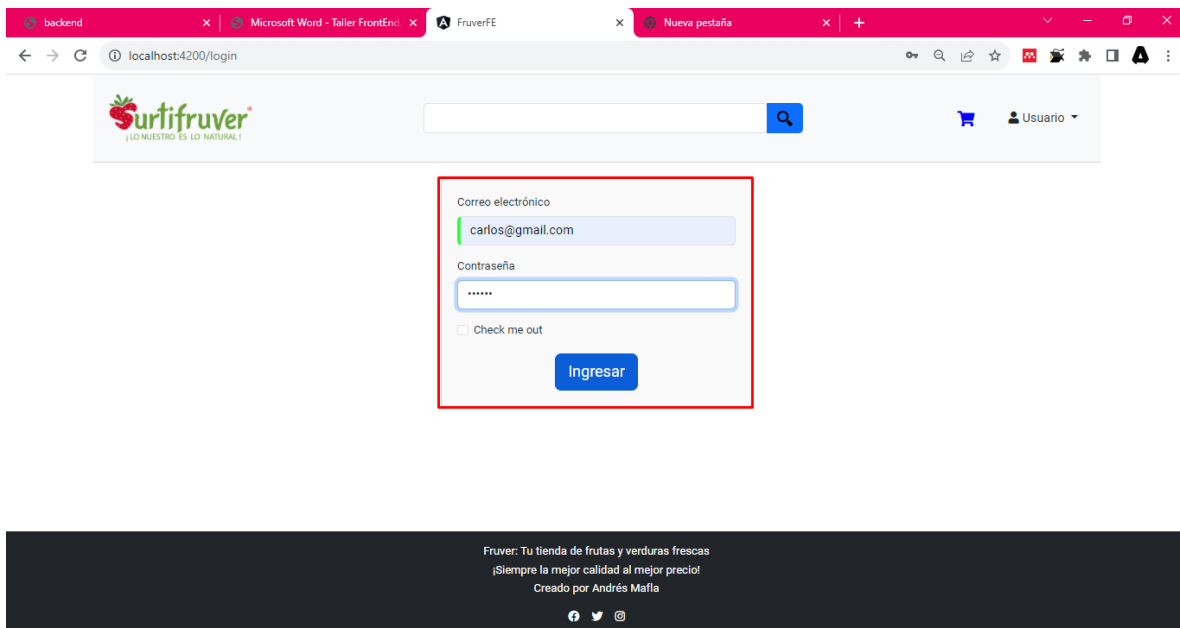 backend
Microsoft Word - Taller FrontEnd
FruverFE
Nueva pestaña
localhost:4200/login
Surtifruver
¡LO NUESTRO ES LO NATURAL!
Usuario
Correo electrónico
carlos@gmail.com
Contraseña
••••••
Check me out
Ingresar
Fruver: Tu tienda de frutas y verduras frescas
¡Siempre la mejor calidad al mejor precio!
Creado por Andrés Mafla